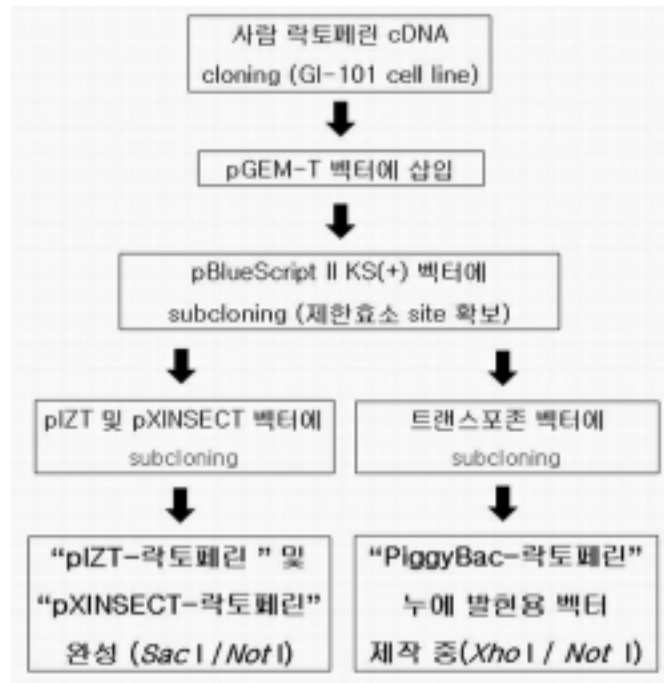 사람 락토페린 cDNA
cloning (GI-101 cell line)
pGEM-T 벡터에 삽입
pBlueScript II KS(+) 벡터에
subcloning (제한효소 site 확보)
pIZT 및 pXINSECT 벡터에
subcloning
트랜스포존 벡터에
subcloning
“pIZT-락토페린 ” 및
“pXINSECT-락토페린”
완성 (Sac I / Not I)
“PiggyBac-락토페린”
누에 발현용 벡터
제작 중(Xho I / Not I)